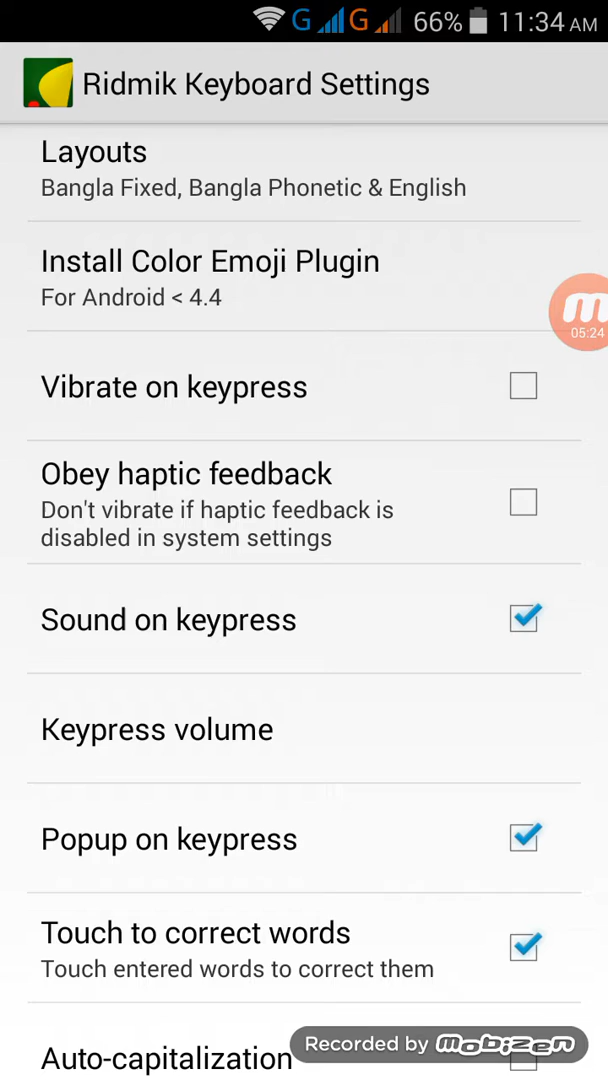 G G 66% 11:34 AM
Ridmik Keyboard Settings
Layouts
Bangla Fixed, Bangla Phonetic & English
Install Color Emoji Plugin
For Android < 4.4
05:24
Vibrate on keypress
Obey haptic feedback
Don't vibrate if haptic feedback is
disabled in system settings
Sound on keypress
Keypress volume
Popup on keypress
Touch to correct words
Touch entered words to correct them
Auto-capitalization
Recorded by mobizen